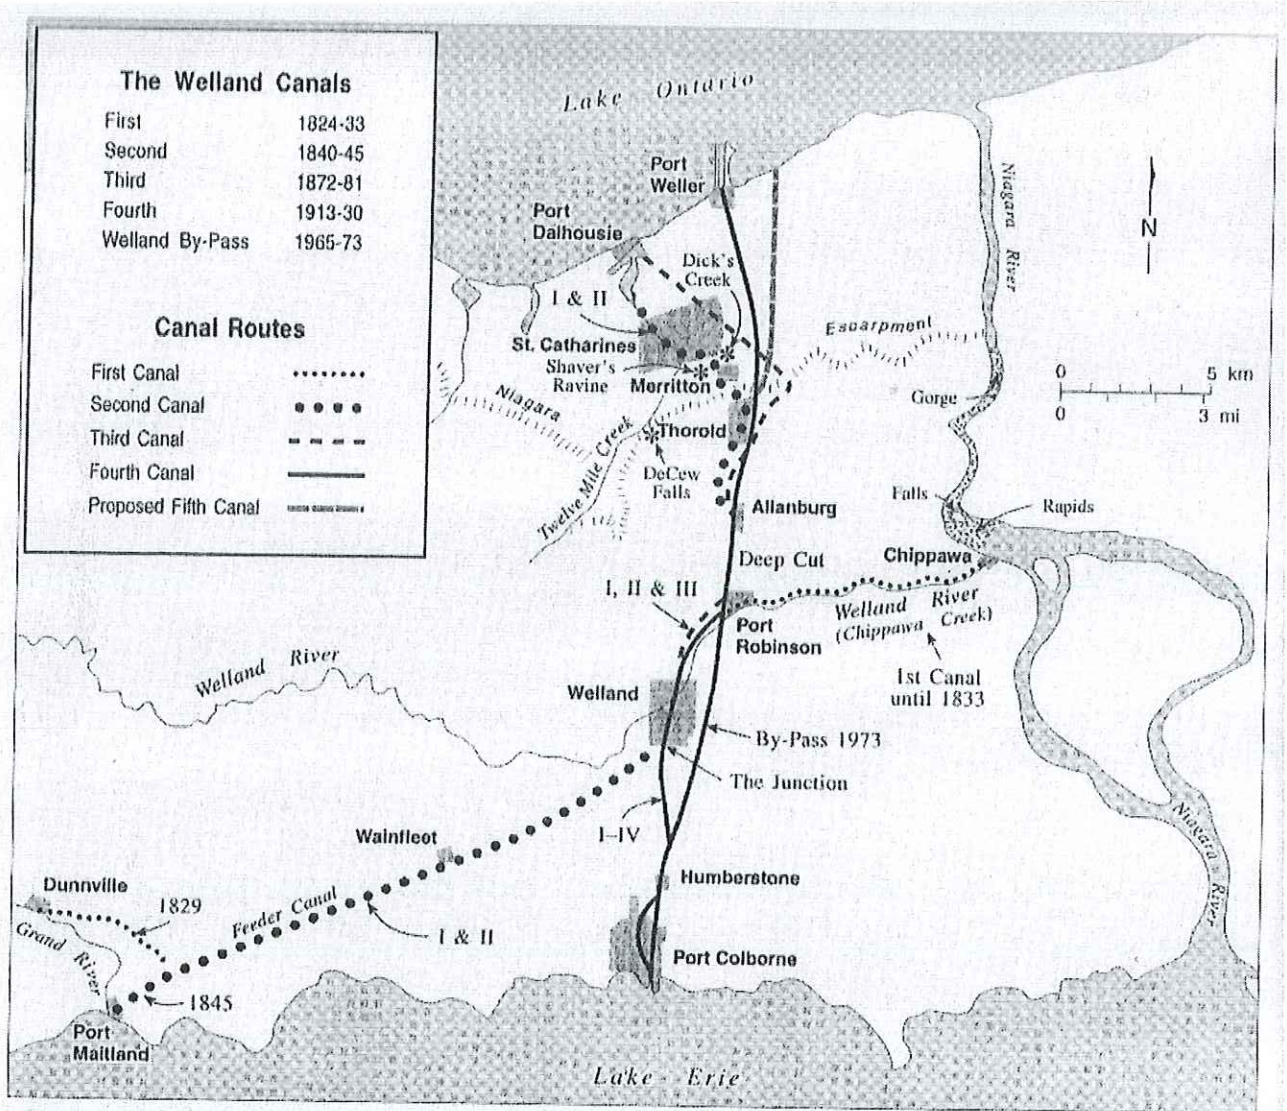 The Welland Canals
First 1824-33
Second 1840-45
Third 1872-81
Fourth 1913-30
Welland By-Pass 1965-73
Canal Routes
First Canal
Second Canal
Third Canal
Fourth Canal
Proposed Fifth Canal
Lake Ontario
Port
Weller
Port
Dalhousie
Dick's
Creek
I & II
St. Catharines
Shaver's
Ravine
Merritton
Niagara
Escarpment
Thorold
Twelve Mile Creek
DeCew
Falls
Allanburg
Niagara River
N
0 5 km
0 3 mi
Gorge
Falls
Rapids
Deep Cut
Chippawa
I, II & III
Welland River
(Chippawa Creek)
Port
Robinson
1st Canal
until 1833
Welland River
Welland
By-Pass 1973
The Junction
I–IV
Wainfleet
Humberstone
Dunnville
1829
Feeder Canal
I & II
Grand River
1845
Port Colborne
Port
Maitland
Niagara River
Lake Erie